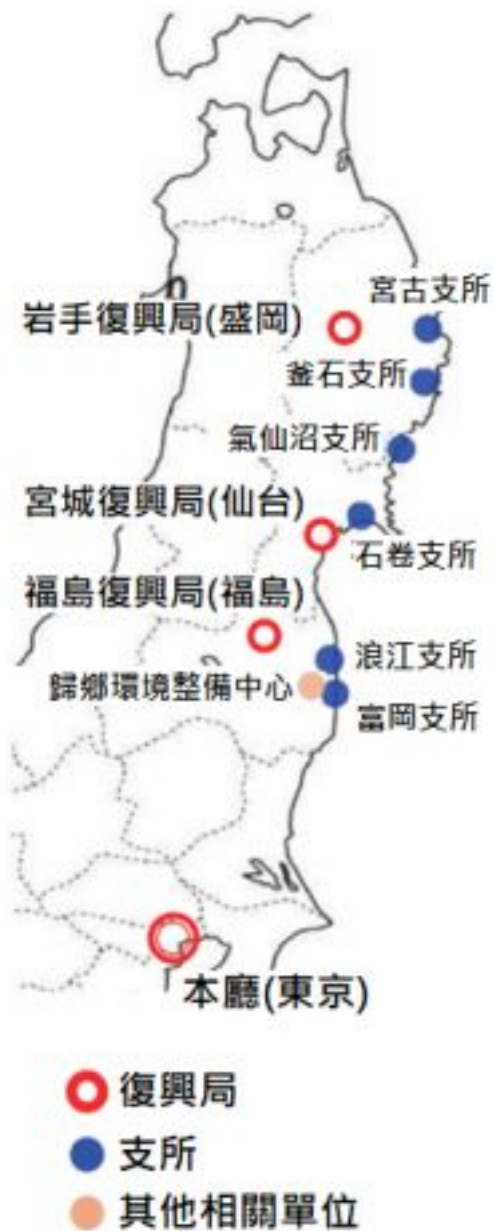 宮古支所
岩手復興局(盛岡)
釜石支所
氣仙沼支所
宮城復興局(仙台)
石卷支所
福島復興局(福島)
浪江支所
歸鄉環境整備中心
富岡支所
本廳(東京)
復興局
支所
其他相關單位